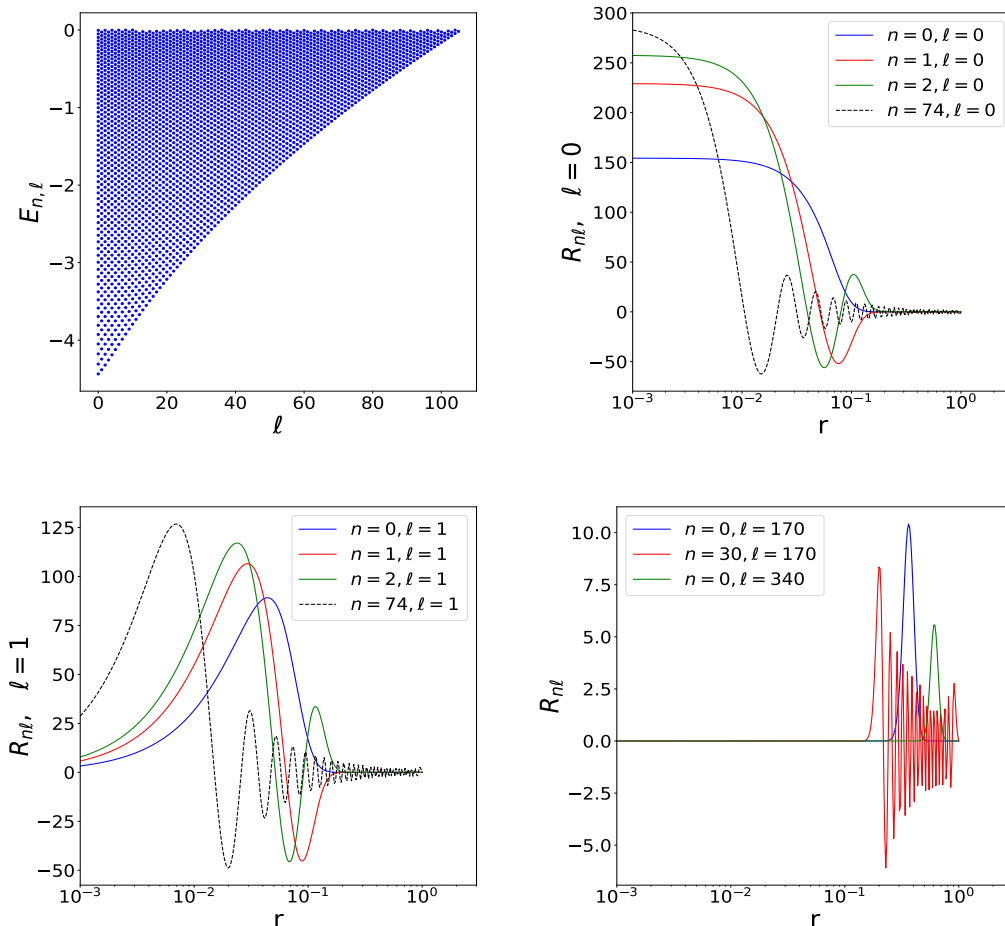 0
−1
−2
−3
−4
E_{n,ℓ}
0 20 40 60 80 100
ℓ
300
250
200
150
100
50
0
−50
R_{nℓ}, ℓ = 0
n = 0, ℓ = 0
n = 1, ℓ = 0
n = 2, ℓ = 0
n = 74, ℓ = 0
10^{−3} 10^{−2} 10^{−1} 10^{0}
r
125
100
75
50
25
0
−25
−50
R_{nℓ}, ℓ = 1
n = 0, ℓ = 1
n = 1, ℓ = 1
n = 2, ℓ = 1
n = 74, ℓ = 1
10^{−3} 10^{−2} 10^{−1} 10^{0}
r
10.0
7.5
5.0
2.5
0.0
−2.5
−5.0
R_{nℓ}
n = 0, ℓ = 170
n = 30, ℓ = 170
n = 0, ℓ = 340
10^{−3} 10^{−2} 10^{−1} 10^{0}
r